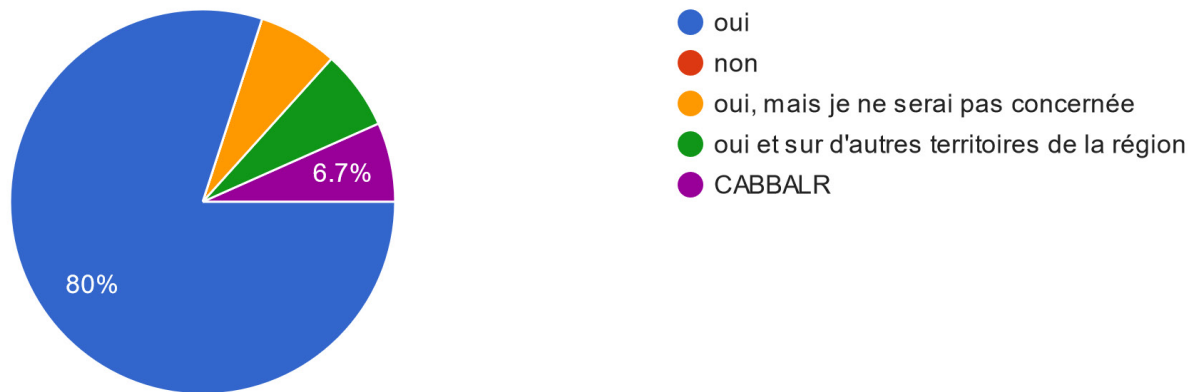 oui
non
oui, mais je ne serai pas concernée
oui et sur d'autres territoires de la région
CABBALR
6.7%
80%